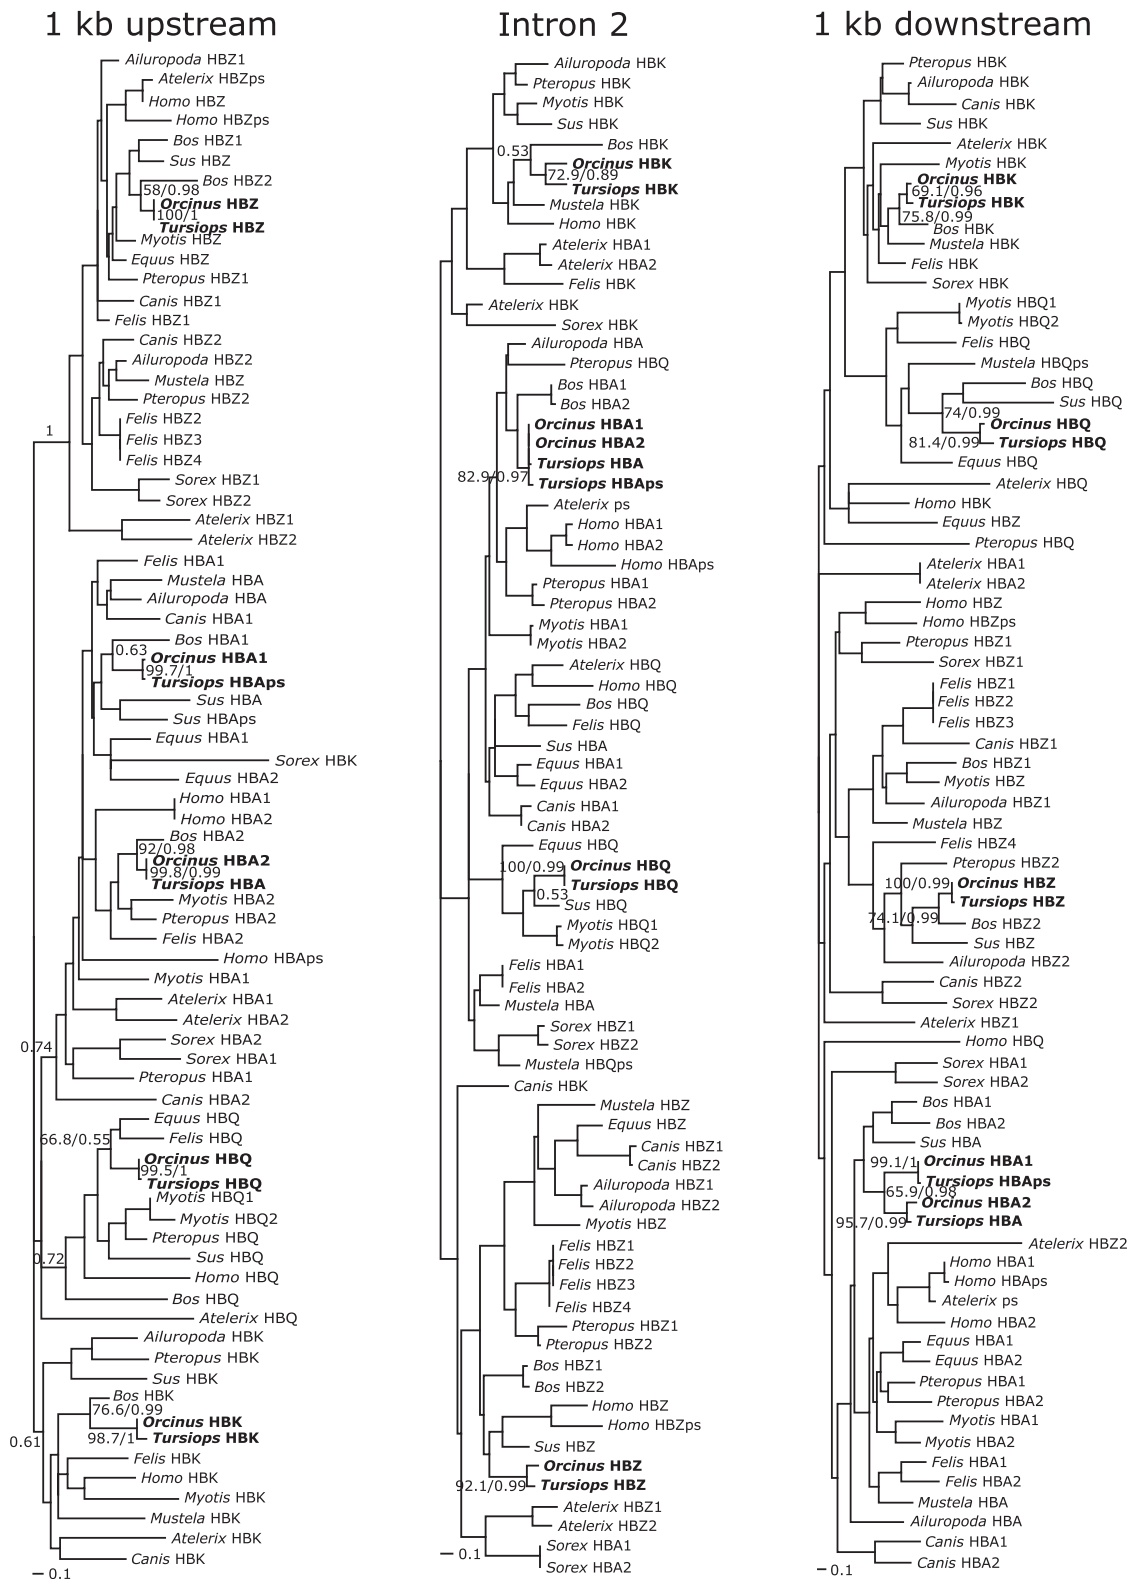 1 kb upstream
Ailuropoda HBZ1
Atelerix HBZps
Homo HBZ
Homo HBZps
Bos HBZ1
Sus HBZ
Bos HBZ2
58/0.98
Orcinus HBZ
100/1
Tursiops HBZ
Myotis HBZ
Equus HBZ
Pteropus HBZ1
Canis HBZ1
Felis HBZ1
Canis HBZ2
Ailuropoda HBZ2
Mustela HBZ
Pteropus HBZ2
Felis HBZ2
1
Felis HBZ3
Felis HBZ4
Sorex HBZ1
Sorex HBZ2
Atelerix HBZ1
Atelerix HBZ2
Felis HBA1
Mustela HBA
Ailuropoda HBA
Canis HBA1
Bos HBA1
0.63
Orcinus HBA1
99.7/1
Tursiops HBAps
Sus HBA
Sus HBAps
Equus HBA1
Sorex HBK
Equus HBA2
Homo HBA1
Homo HBA2
Bos HBA2
92/0.98
Orcinus HBA2
99.8/0.99
Tursiops HBA
Myotis HBA2
Pteropus HBA2
Felis HBA2
Homo HBAps
Myotis HBA1
Atelerix HBA1
Atelerix HBA2
Sorex HBA2
0.74
Sorex HBA1
Pteropus HBA1
Canis HBA2
Equus HBQ
66.8/0.55
Felis HBQ
Orcinus HBQ
99.5/1
Tursiops HBQ
Myotis HBQ1
Myotis HBQ2
Pteropus HBQ
Sus HBQ
0.72
Homo HBQ
Bos HBQ
Atelerix HBQ
Ailuropoda HBK
Pteropus HBK
Sus HBK
Bos HBK
76.6/0.99
Orcinus HBK
98.7/1
Tursiops HBK
0.61
Felis HBK
Homo HBK
Myotis HBK
Mustela HBK
Atelerix HBK
Canis HBK
0.1
Intron 2
Ailuropoda HBK
Pteropus HBK
Myotis HBK
Sus HBK
Bos HBK
0.53
Orcinus HBK
72.9/0.89
Tursiops HBK
Mustela HBK
Homo HBK
Atelerix HBA1
Atelerix HBA2
Felis HBK
Atelerix HBK
Sorex HBK
Ailuropoda HBA
Pteropus HBQ
Bos HBA1
Bos HBA2
Orcinus HBA1
Orcinus HBA2
Tursiops HBA
82.9/0.97
Tursiops HBAps
Atelerix ps
Homo HBA1
Homo HBA2
Homo HBAps
Pteropus HBA1
Pteropus HBA2
Myotis HBA1
Myotis HBA2
Atelerix HBQ
Homo HBQ
Bos HBQ
Felis HBQ
Sus HBA
Equus HBA1
Equus HBA2
Canis HBA1
Canis HBA2
Equus HBQ
100/0.99
Orcinus HBQ
Tursiops HBQ
0.53
Sus HBQ
Myotis HBQ1
Myotis HBQ2
Felis HBA1
Felis HBA2
Mustela HBA
Sorex HBZ1
Sorex HBZ2
Mustela HBQps
Canis HBK
Mustela HBZ
Equus HBZ
Canis HBZ1
Canis HBZ2
Ailuropoda HBZ1
Ailuropoda HBZ2
Myotis HBZ
Felis HBZ1
Felis HBZ2
Felis HBZ3
Felis HBZ4
Pteropus HBZ1
Pteropus HBZ2
Bos HBZ1
Bos HBZ2
Homo HBZ
Homo HBZps
Sus HBZ
Orcinus HBZ
92.1/0.99
Tursiops HBZ
Atelerix HBZ1
Atelerix HBZ2
Sorex HBA1
Sorex HBA2
0.1
1 kb downstream
Pteropus HBK
Ailuropoda HBK
Canis HBK
Sus HBK
Atelerix HBK
Myotis HBK
Orcinus HBK
69.1/0.96
Tursiops HBK
75.8/0.99
Bos HBK
Mustela HBK
Felis HBK
Sorex HBK
Myotis HBQ1
Myotis HBQ2
Felis HBQ
Mustela HBQps
Bos HBQ
Sus HBQ
74/0.99
Orcinus HBQ
81.4/0.99
Tursiops HBQ
Equus HBQ
Atelerix HBQ
Homo HBK
Equus HBZ
Pteropus HBQ
Atelerix HBA1
Atelerix HBA2
Homo HBZ
Homo HBZps
Pteropus HBZ1
Sorex HBZ1
Felis HBZ1
Felis HBZ2
Felis HBZ3
Canis HBZ1
Bos HBZ1
Myotis HBZ
Ailuropoda HBZ1
Mustela HBZ
Felis HBZ4
Pteropus HBZ2
100/0.99
Orcinus HBZ
Tursiops HBZ
74.1/0.99
Bos HBZ2
Sus HBZ
Ailuropoda HBZ2
Canis HBZ2
Sorex HBZ2
Atelerix HBZ1
Homo HBQ
Sorex HBA1
Sorex HBA2
Bos HBA1
Bos HBA2
Sus HBA
99.1/1
Orcinus HBA1
Tursiops HBAps
65.9/0.98
Orcinus HBA2
95.7/0.99
Tursiops HBA
Atelerix HBZ2
Homo HBA1
Homo HBAps
Atelerix ps
Homo HBA2
Equus HBA1
Equus HBA2
Pteropus HBA1
Pteropus HBA2
Myotis HBA1
Myotis HBA2
Felis HBA1
Felis HBA2
Mustela HBA
Ailuropoda HBA
Canis HBA1
Canis HBA2
0.1